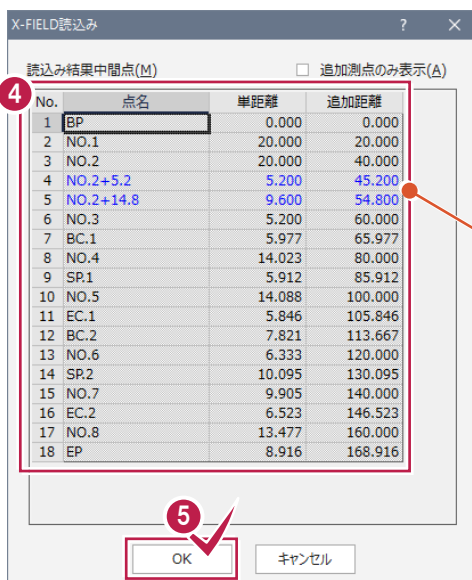 X-FIELD読込み ? ×
読込み結果中間点(M) 追加測点のみ表示(A)
4
No. 点名 単距離 追加距離
1 BP 0.000 0.000
2 NO.1 20.000 20.000
3 NO.2 20.000 40.000
4 NO.2+5.2 5.200 45.200
5 NO.2+14.8 9.600 54.800
6 NO.3 5.200 60.000
7 BC.1 5.977 65.977
8 NO.4 14.023 80.000
9 SP.1 5.912 85.912
10 NO.5 14.088 100.000
11 EC.1 5.846 105.846
12 BC.2 7.821 113.667
13 NO.6 6.333 120.000
14 SP.2 10.095 130.095
15 NO.7 9.905 140.000
16 EC.2 6.523 146.523
17 NO.8 13.477 160.000
18 EP 8.916 168.916
5
OK キャンセル